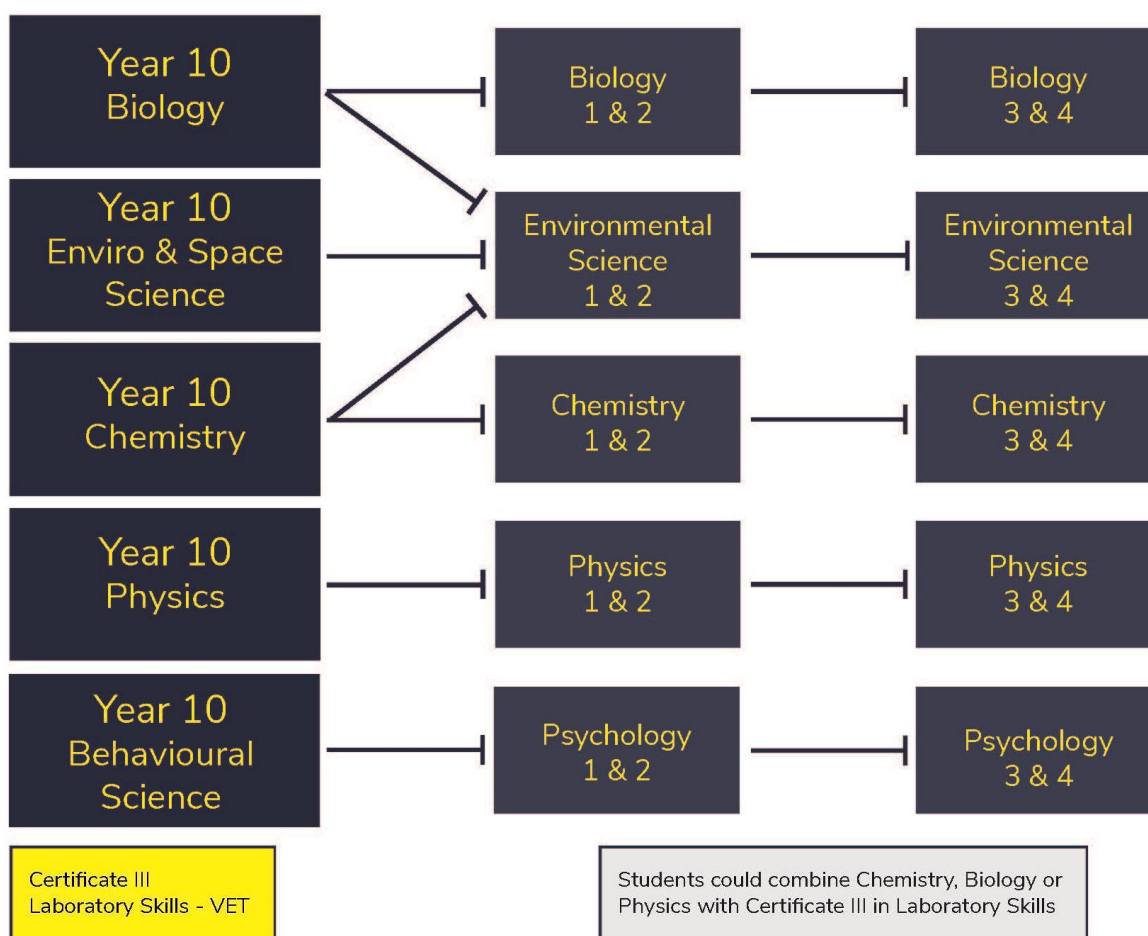 Year 10
Biology
Biology
1 & 2
Biology
3 & 4
Year 10
Enviro & Space
Science
Environmental
Science
1 & 2
Environmental
Science
3 & 4
Year 10
Chemistry
Chemistry
1 & 2
Chemistry
3 & 4
Year 10
Physics
Physics
1 & 2
Physics
3 & 4
Year 10
Behavioural
Science
Psychology
1 & 2
Psychology
3 & 4
Certificate III
Laboratory Skills - VET
Students could combine Chemistry, Biology or
Physics with Certificate III in Laboratory Skills